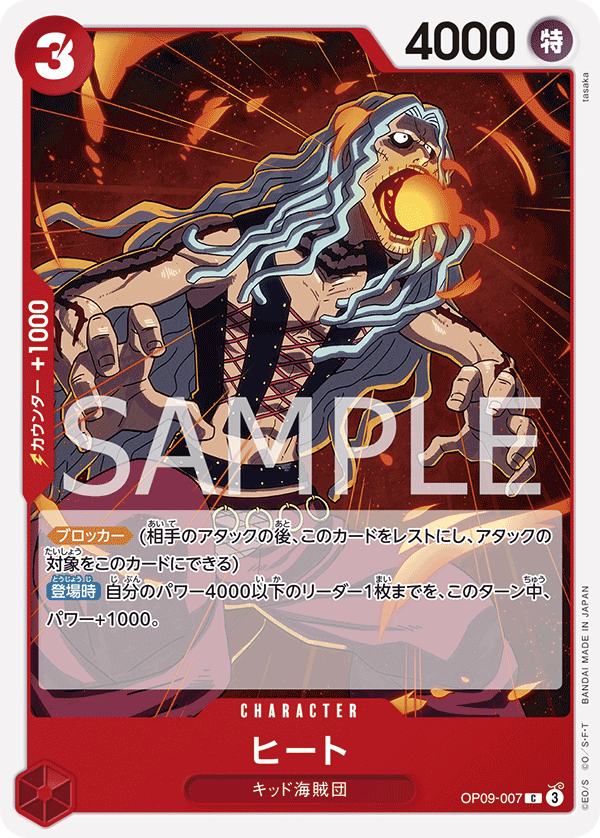 3
4000
特
tasaka
カウンター +1000
SAMPLE
ブロッカー (相手のアタックの後、このカードをレストにし、アタックの
対象をこのカードにできる)
登場時 自分のパワー4000以下のリーダー1枚までを、このターン中、
パワー+1000。
CHARACTER
ヒート
キッド海賊団
OP09-007 C 3
©E.O/S ©O/S・F・T BANDAI MADE IN JAPAN